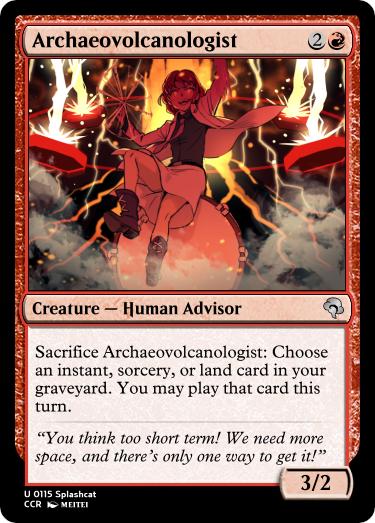 Archaeovolcanologist 2
Creature — Human Advisor
Sacrifice Archaeovolcanologist: Choose
an instant, sorcery, or land card in your
graveyard. You may play that card this
turn.
“You think too short term! We need more
space, and there’s only one way to get it!”
3/2
U 0115 Splashcat
CCR MEITEI